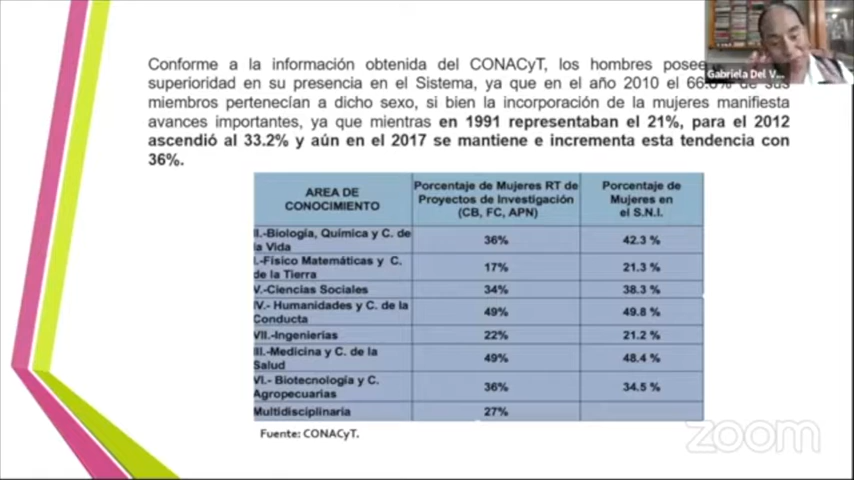 Conforme a la información obtenida del CONACyT, los hombres
superioridad en su presencia en el Sistema, ya que en el año 2010 el
miembros pertenecían a dicho sexo, si bien la incorporación de la mujeres manifiesta
avances importantes, ya que mientras en 1991 representaban el 21%, para el 2012
ascendió al 33.2% y aún en el 2017 se mantiene e incrementa esta tendencia con
36%.
Gabriela Del V...
AREA DE CONOCIMIENTO
Porcentaje de Mujeres RT de Proyectos de Investigación (CB, FC, APN)
Porcentaje de Mujeres en el S.N.I.
II.-Biología, Química y C. de la Vida 36% 42.3 %
I.-Físico Matemáticas y C. de la Tierra 17% 21.3 %
V.-Ciencias Sociales 34% 38.3 %
IV.- Humanidades y C. de la Conducta 49% 49.8 %
VII.-Ingenierías 22% 21.2 %
III.-Medicina y C. de la Salud 49% 48.4 %
VI.- Biotecnología y C. Agropecuarias 36% 34.5 %
Multidisciplinaria 27%
Fuente: CONACyT.
zoom